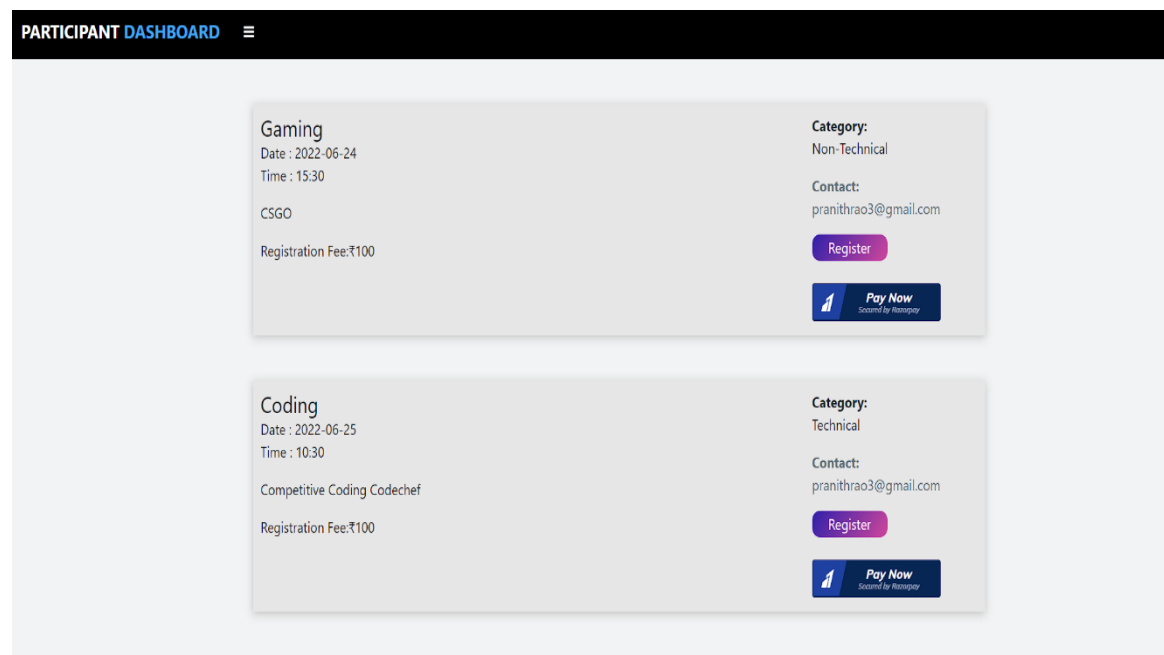 PARTICIPANT DASHBOARD
Gaming
Date : 2022-06-24
Time : 15:30
CSGO
Registration Fee:₹100
Category:
Non-Technical
Contact:
pranithrao3@gmail.com
Register
Pay Now
Secured by Razorpay
Coding
Date : 2022-06-25
Time : 10:30
Competitive Coding Codechef
Registration Fee:₹100
Category:
Technical
Contact:
pranithrao3@gmail.com
Register
Pay Now
Secured by Razorpay